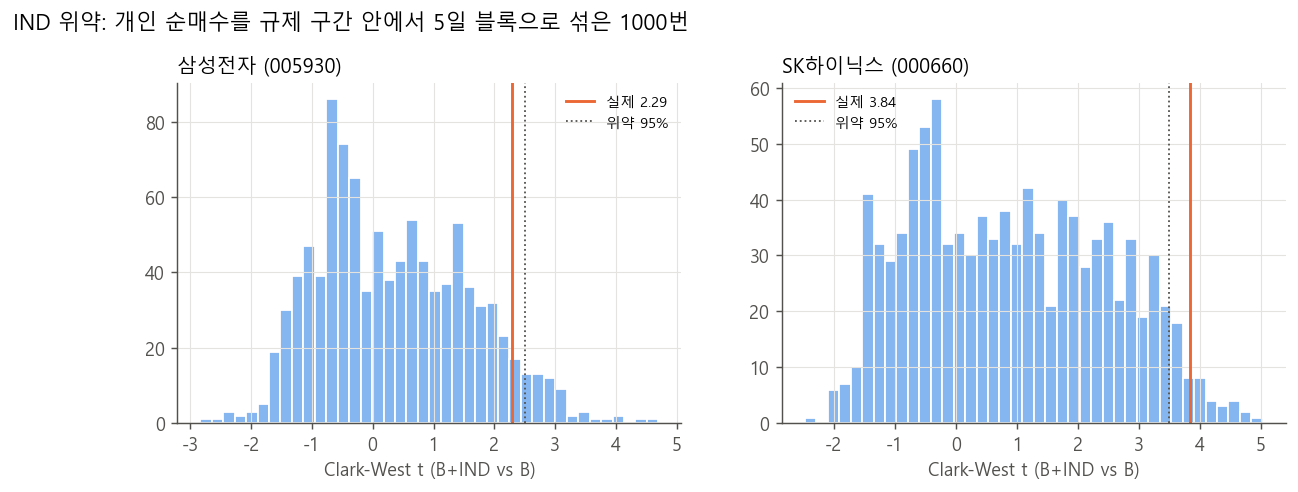 IND 위약: 개인 순매수를 규제 구간 안에서 5일 블록으로 섞은 1000번
삼성전자 (005930)
실제 2.29
위약 95%
80
60
40
20
0
-3 -2 -1 0 1 2 3 4 5
Clark-West t (B+IND vs B)
SK하이닉스 (000660)
실제 3.84
위약 95%
60
50
40
30
20
10
0
-2 -1 0 1 2 3 4 5
Clark-West t (B+IND vs B)